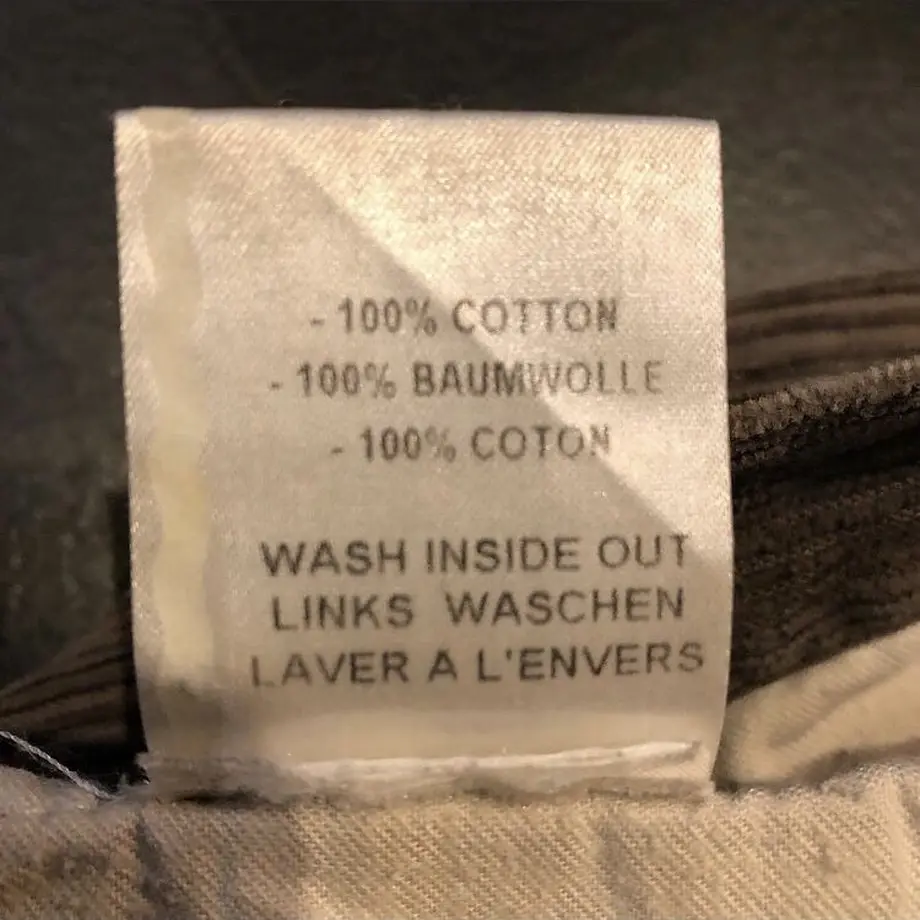 - 100% COTTON
- 100% BAUMWOLLE
- 100% COTON
WASH INSIDE OUT
LINKS WASCHEN
LAVER A L'ENVERS